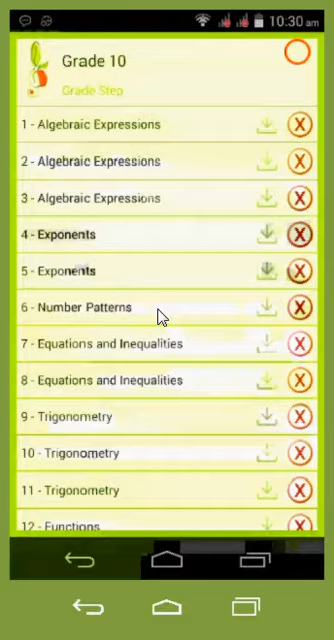 10:30 am
Grade 10
Grade Step
1 - Algebraic Expressions
2 - Algebraic Expressions
3 - Algebraic Expressions
4 - Exponents
5 - Exponents
6 - Number Patterns
7 - Equations and Inequalities
8 - Equations and Inequalities
9 - Trigonometry
10 - Trigonometry
11 - Trigonometry
12 - Functions